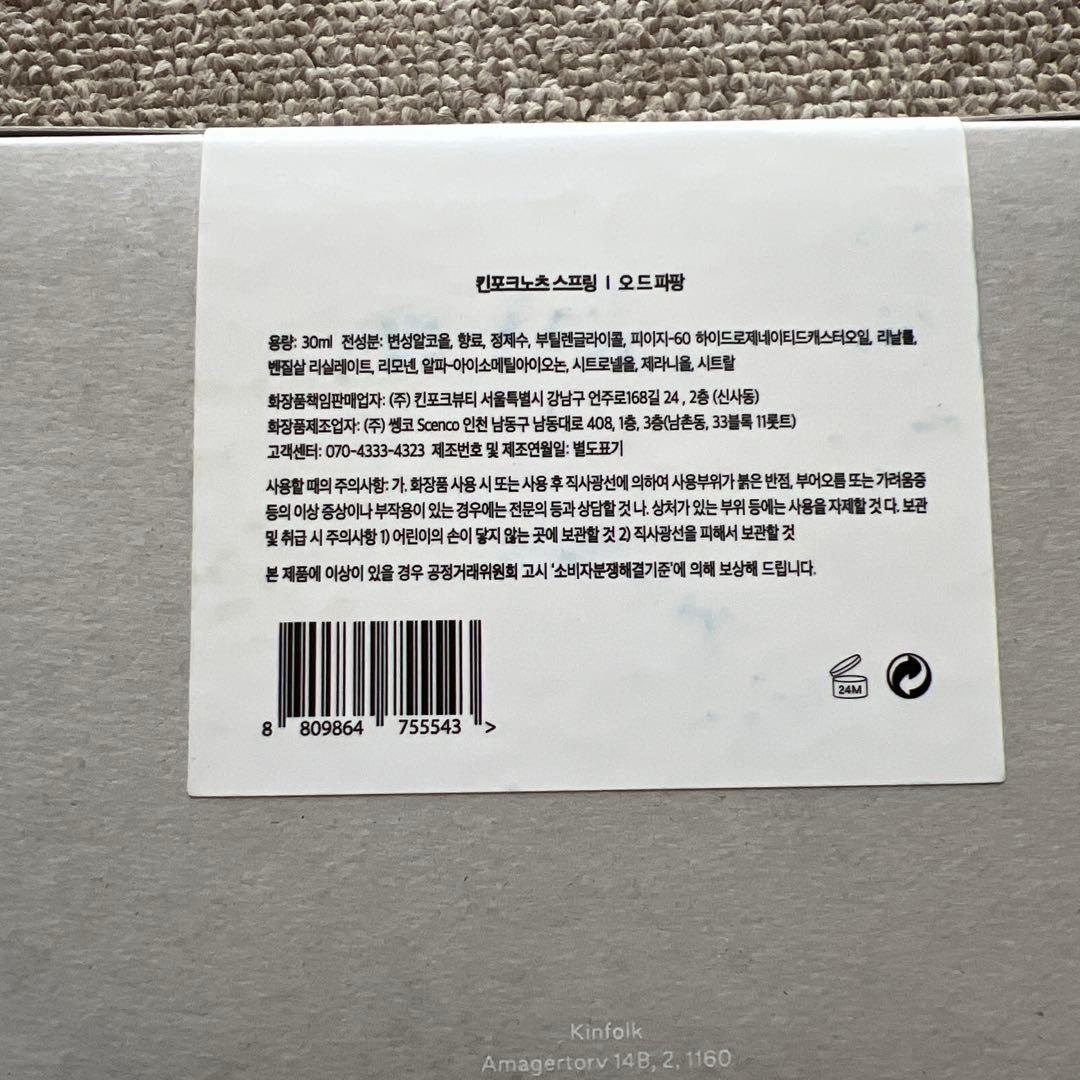 킨포크노츠 스프링 | 오 드 파팡
용량: 30ml 전성분: 변성알코올, 향료, 정제수, 부틸렌글라이콜, 피이지-60 하이드로제네이티드캐스터오일, 리날룰,
벤질살 리실레이트, 리모넨, 알파-아이소메틸아이오논, 시트로넬올, 제라니올, 시트랄
화장품책임판매업자: (주) 킨포크뷰티 서울특별시 강남구 언주로168길 24 , 2층 (신사동)
화장품제조업자: (주) 쎙코 Scenco 인천 남동구 남동대로 408, 1층, 3층(남촌동, 33블록 11롯트)
고객센터: 070-4333-4323 제조번호 및 제조연월일: 별도표기
사용할 때의 주의사항: 가. 화장품 사용 시 또는 사용 후 직사광선에 의하여 사용부위가 붉은 반점, 부어오름 또는 가려움증
등의 이상 증상이나 부작용이 있는 경우에는 전문의 등과 상담할 것 나. 상처가 있는 부위 등에는 사용을 자제할 것 다. 보관
및 취급 시 주의사항 1) 어린이의 손이 닿지 않는 곳에 보관할 것 2) 직사광선을 피해서 보관할 것
본 제품에 이상이 있을 경우 공정거래위원회 고시 '소비자분쟁해결기준'에 의해 보상해 드립니다.
24M
8 809864 755543 >
Kinfolk
Amagertorv 14B, 2, 1160